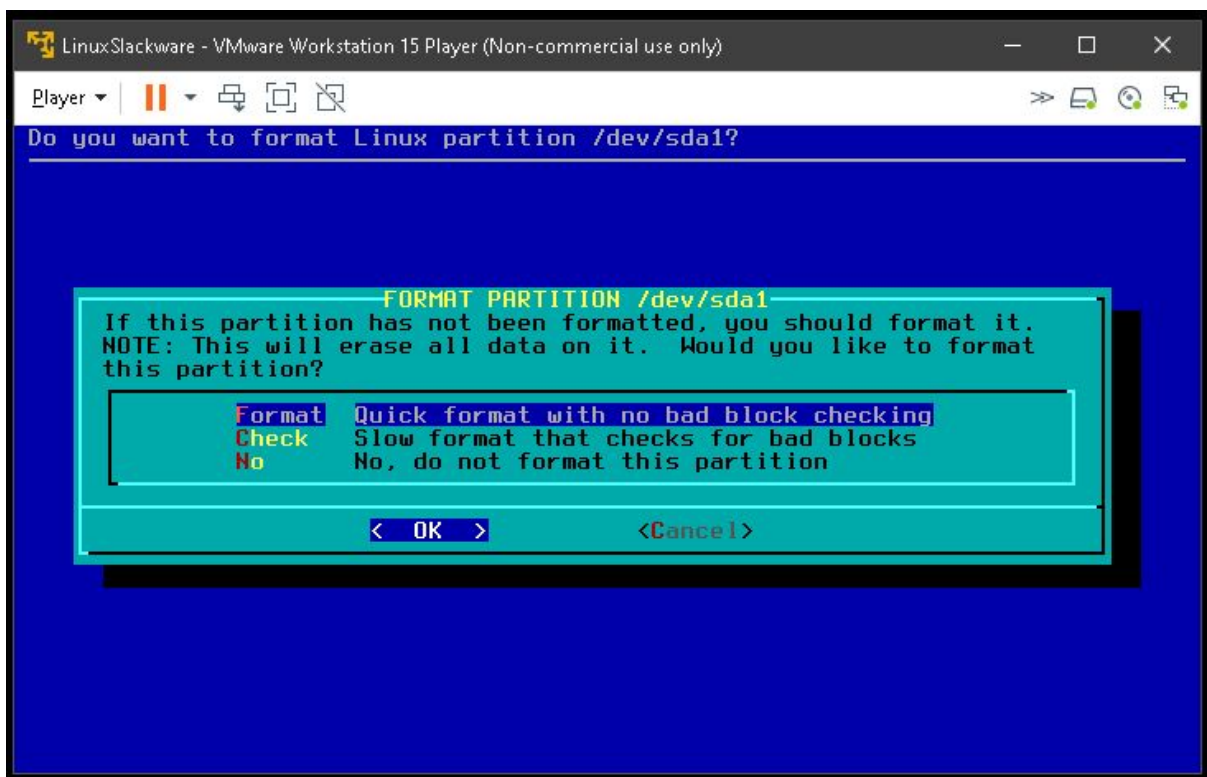 LinuxSlackware - VMware Workstation 15 Player (Non-commercial use only)
Player
Do you want to format Linux partition /dev/sda1?
FORMAT PARTITION /dev/sda1
If this partition has not been formatted, you should format it.
NOTE: This will erase all data on it.  Would you like to format
this partition?
Format  Quick format with no bad block checking
Check  Slow format that checks for bad blocks
No  No, do not format this partition
<  OK  > <Cancel>